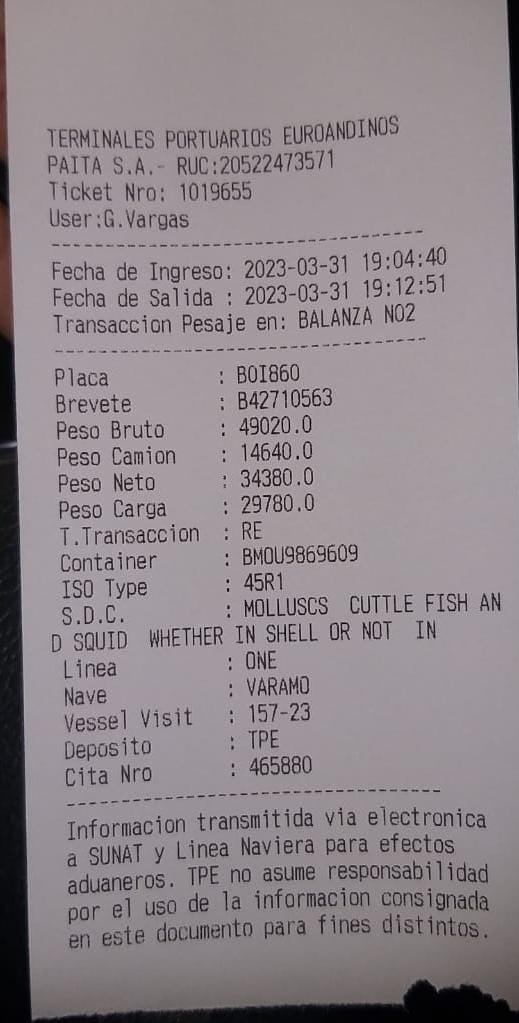 TERMINALES PORTUARIOS EUROANDINOS
PAITA S.A.- RUC:20522473571
Ticket Nro: 1019655
User:G.Vargas
Fecha de Ingreso: 2023-03-31 19:04:40
Fecha de Salida : 2023-03-31 19:12:51
Transaccion Pesaje en: BALANZA NO2
Placa : BOI860
Brevete : B42710563
Peso Bruto : 49020.0
Peso Camion : 14640.0
Peso Neto : 34380.0
Peso Carga : 29780.0
T.Transaccion : RE
Container : BMOU9869609
ISO Type : 45R1
S.D.C. : MOLLUSCS CUTTLE FISH AN
D SQUID WHETHER IN SHELL OR NOT IN
Linea : ONE
Nave : VARAMO
Vessel Visit : 157-23
Deposito : TPE
Cita Nro : 465880
Informacion transmitida via electronica
a SUNAT y Linea Naviera para efectos
aduaneros. TPE no asume responsabilidad
por el uso de la informacion consignada
en este documento para fines distintos.